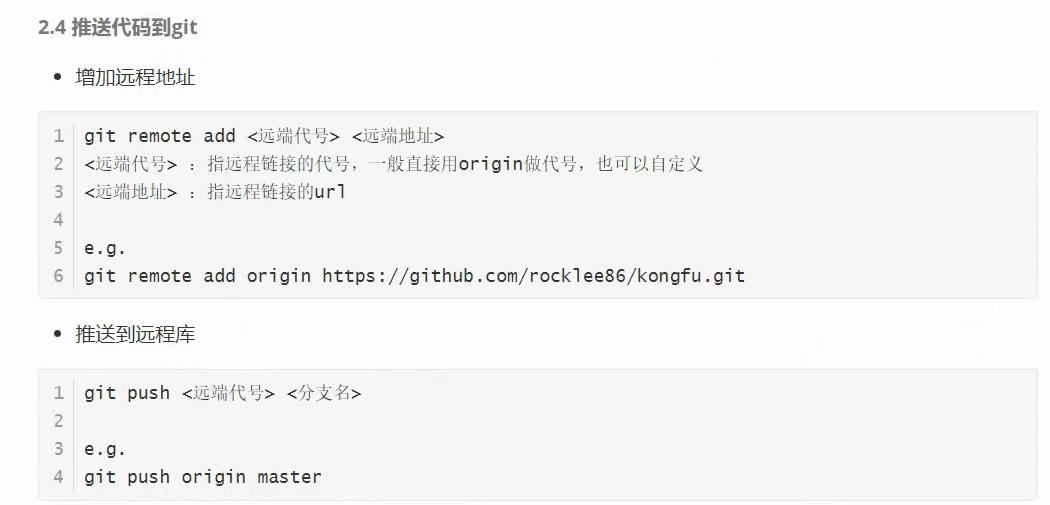 2.4 推送代码到git
• 增加远程地址
1 git remote add <远端代号> <远端地址>
2 <远端代号> ：指远程链接的代号，一般直接用origin做代号，也可以自定义
3 <远端地址> ：指远程链接的url
4
5 e.g.
6 git remote add origin https://github.com/rocklee86/kongfu.git
• 推送到远程库
1 git push <远端代号> <分支名>
2
3 e.g.
4 git push origin master